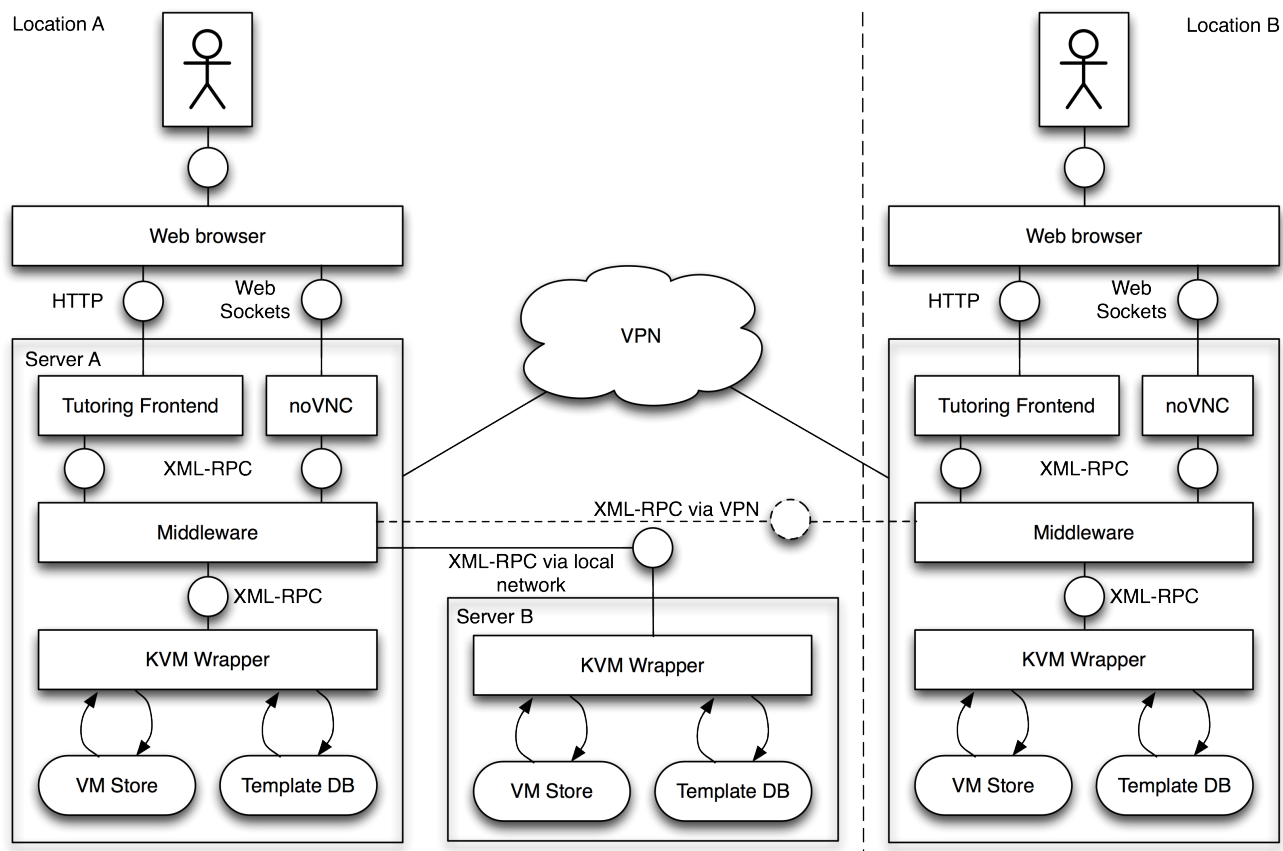 Location A
Location B
Web browser
Web browser
HTTP
Web
Sockets
HTTP
Web
Sockets
VPN
Server A
Tutoring Frontend
noVNC
Tutoring Frontend
noVNC
XML-RPC
XML-RPC
XML-RPC via VPN
Middleware
Middleware
XML-RPC via local
network
XML-RPC
XML-RPC
Server B
KVM Wrapper
KVM Wrapper
KVM Wrapper
VM Store
Template DB
VM Store
Template DB
VM Store
Template DB